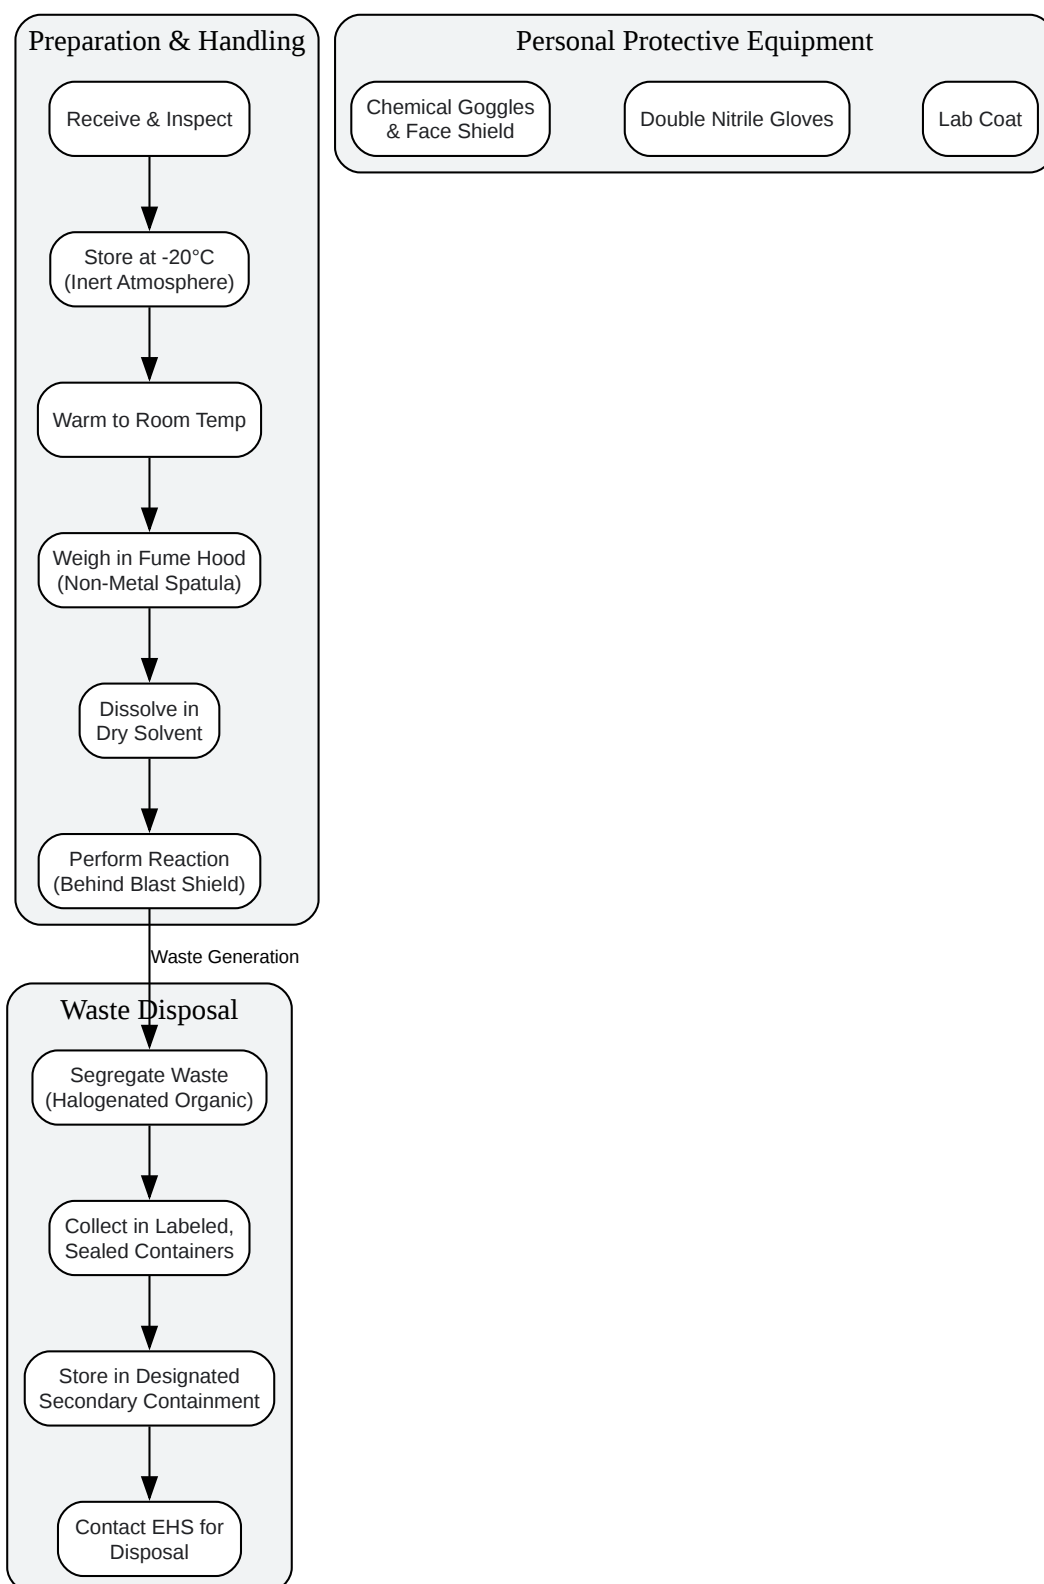 Preparation & Handling
Receive & Inspect
Store at -20°C
(Inert Atmosphere)
Warm to Room Temp
Weigh in Fume Hood
(Non-Metal Spatula)
Dissolve in
Dry Solvent
Perform Reaction
(Behind Blast Shield)
Personal Protective Equipment
Chemical Goggles
& Face Shield
Double Nitrile Gloves
Lab Coat
Waste Generation
Waste Disposal
Segregate Waste
(Halogenated Organic)
Collect in Labeled,
Sealed Containers
Store in Designated
Secondary Containment
Contact EHS for
Disposal